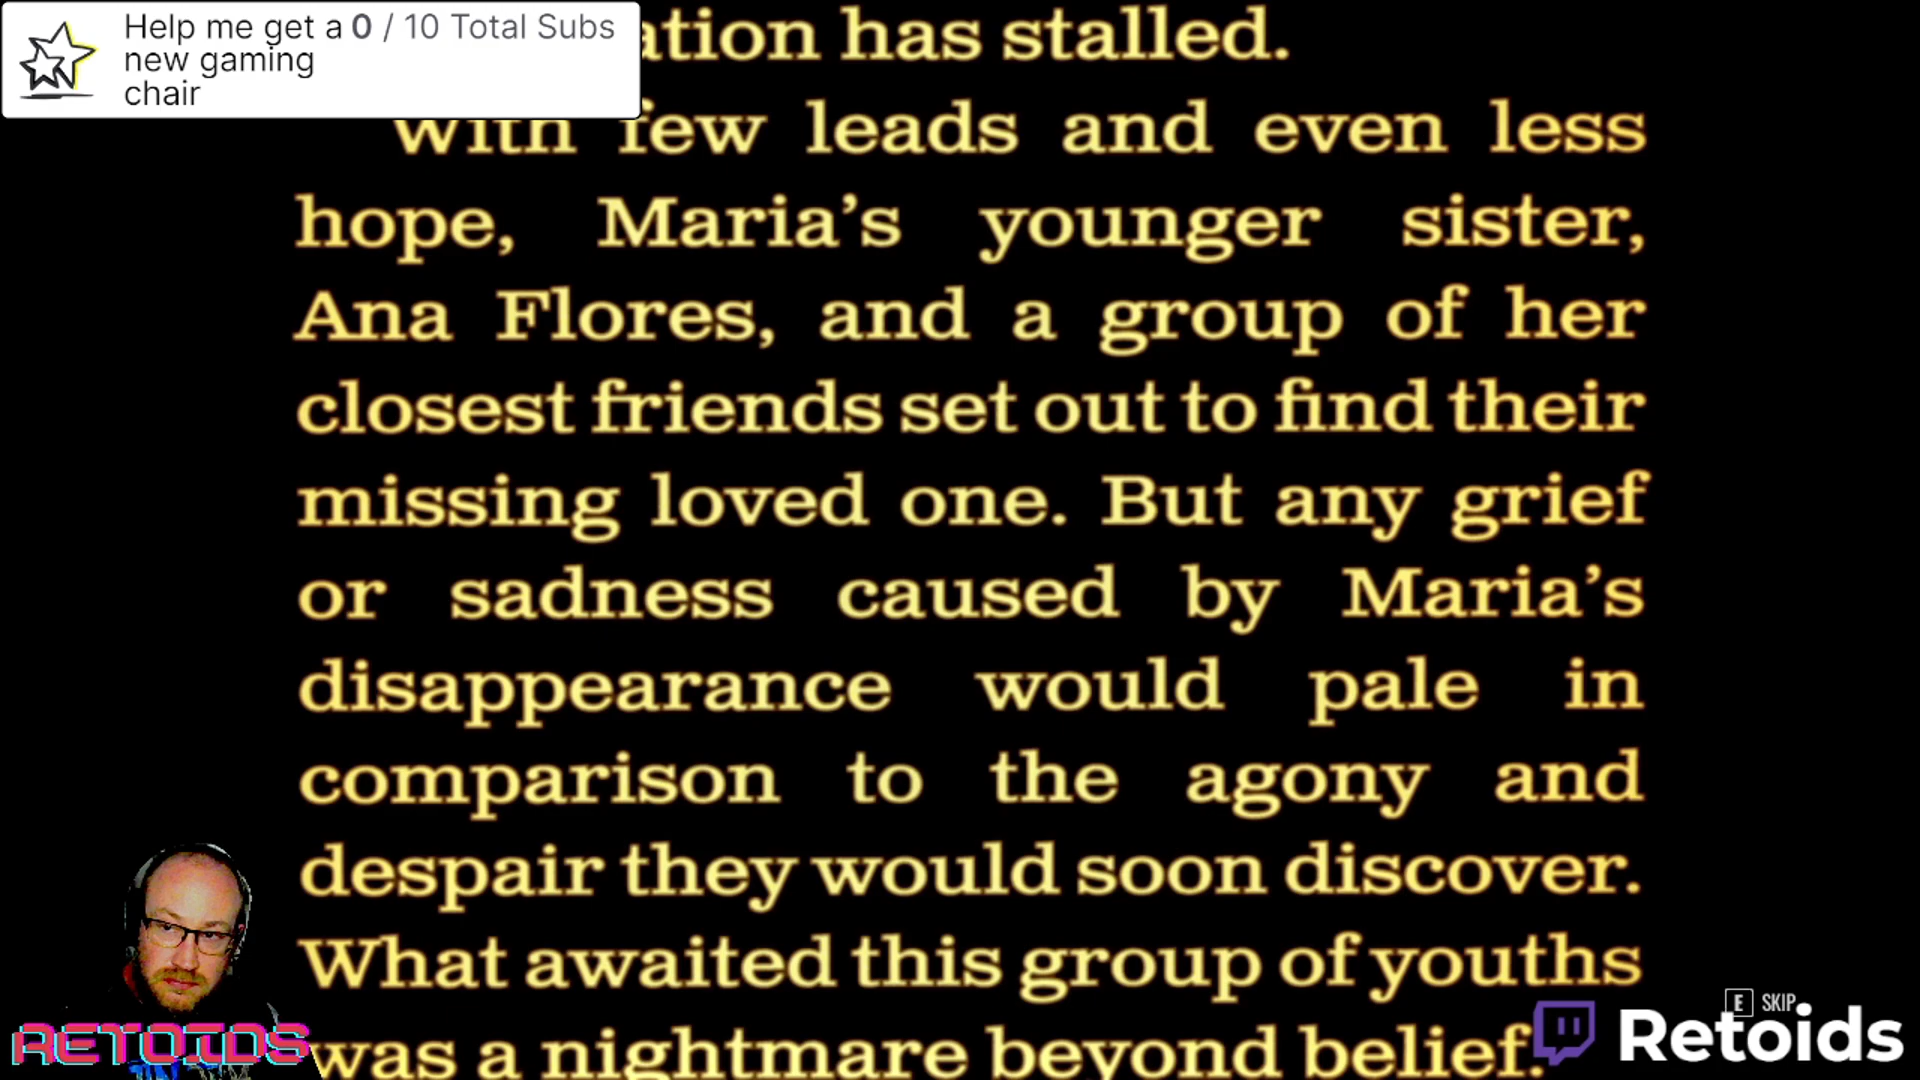 Help me get a 0 / 10 Total Subs
new gaming
chair
ation has stalled.
With few leads and even less
hope, Maria's younger sister,
Ana Flores, and a group of her
closest friends set out to find their
missing loved one. But any grief
or sadness caused by Maria's
disappearance would pale in
comparison to the agony and
despair they would soon discover.
What awaited this group of youths
was a nightmare beyond belief.
E SKIP
RETOIDS
Retoids